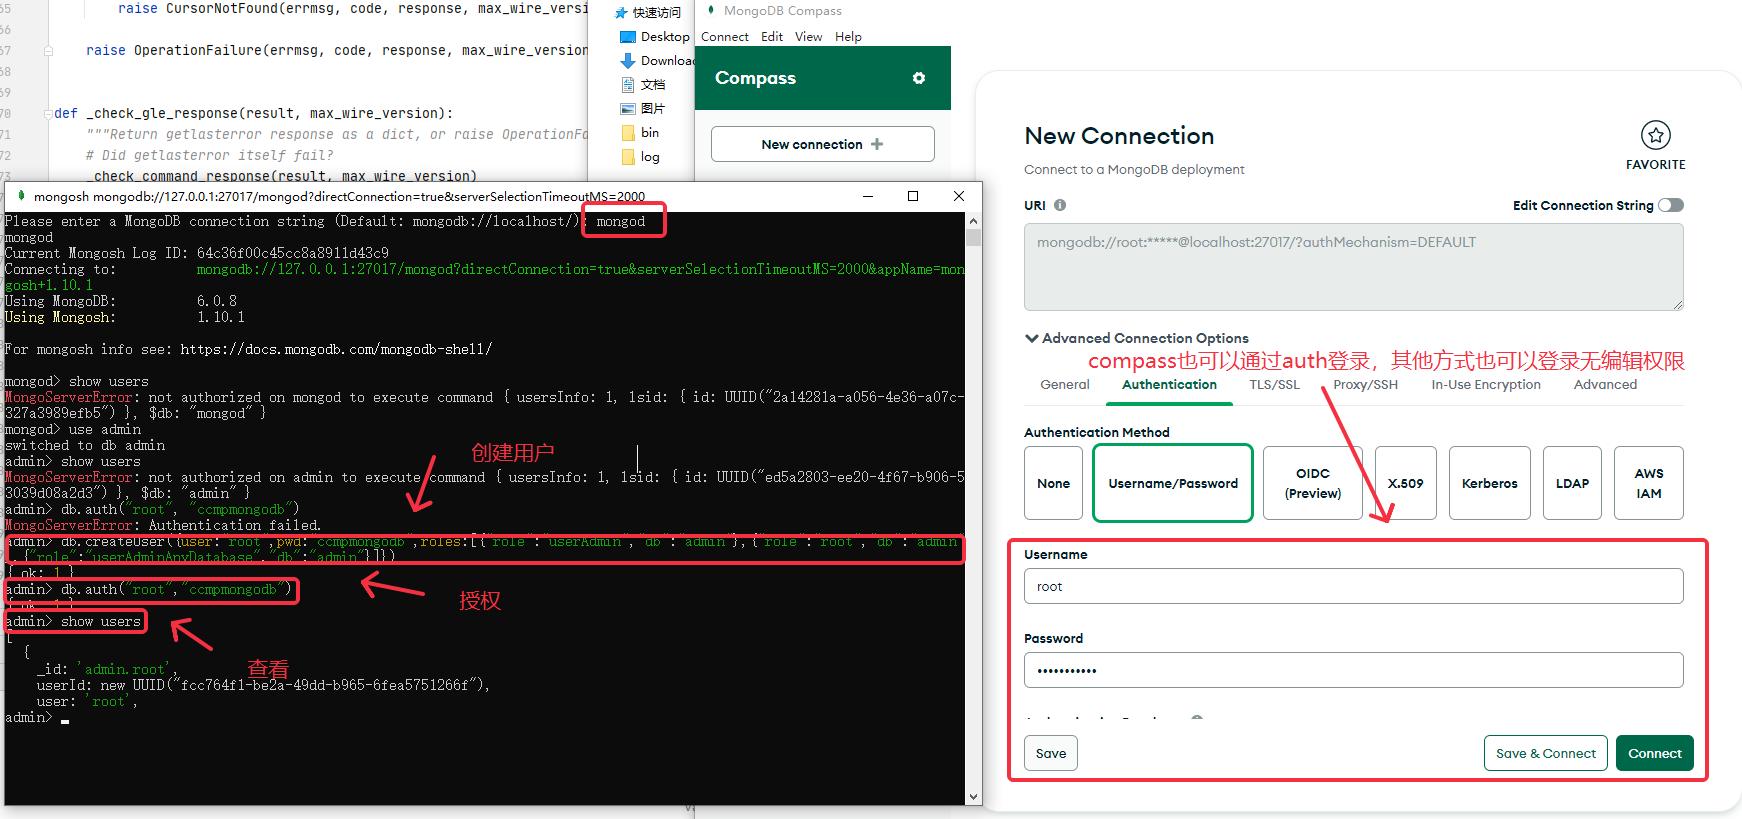 65
raise CursorNotFound(errmsg, code, response, max_wire_versi
66
67
raise OperationFailure(errmsg, code, response, max_wire_version
68
69
70
def _check_gle_response(result, max_wire_version):
71
"""Return getlasterror response as a dict, or raise OperationFa
72
# Did getlasterror itself fail?
73
_check_command_response(result, max_wire_version)
快速访问
Desktop
Downloa
文档
图片
bin
log
MongoDB Compass
Connect Edit View Help
Compass
New connection +
mongosh mongodb://127.0.0.1:27017/mongod?directConnection=true&serverSelectionTimeoutMS=2000
Please enter a MongoDB connection string (Default: mongodb://localhost/): mongod
mongod
Current Mongosh Log ID: 64c36f00c45cc8a8911d43c9
Connecting to: mongodb://127.0.0.1:27017/mongod?directConnection=true&serverSelectionTimeoutMS=2000&appName=mon
gosh+1.10.1
Using MongoDB: 6.0.8
Using Mongosh: 1.10.1
For mongosh info see: https://docs.mongodb.com/mongodb-shell/
mongod> show users
MongoServerError: not authorized on mongod to execute command { usersInfo: 1, lsid: { id: UUID("2a14281a-a056-4e36-a07c-
327a3989efb5") }, $db: "mongod" }
mongod> use admin
switched to db admin
admin> show users
MongoServerError: not authorized on admin to execute command { usersInfo: 1, lsid: { id: UUID("ed5a2803-ee20-4f67-b906-5
3039d08a2d3") }, $db: "admin" }
admin> db.auth("root", "ccmpmongodb")
MongoServerError: Authentication failed.
admin> db.createUser({user:"root",pwd:"ccmpmongodb",roles:[{"role":"userAdmin","db":"admin"},{"role":"root","db":"admin"
,{"role":"userAdminAnyDatabase","db":"admin"}]})
{ ok: 1 }
admin> db.auth("root","ccmpmongodb")
{ ok: 1 }
admin> show users
[
{
_id: 'admin.root',
userId: new UUID("fcc764f1-be2a-49dd-b965-6fea5751266f"),
user: 'root',
admin>
创建用户
授权
查看
New Connection
Connect to a MongoDB deployment
FAVORITE
URI
Edit Connection String
mongodb://root:*****@localhost:27017/?authMechanism=DEFAULT
Advanced Connection Options
compass也可以通过auth登录，其他方式也可以登录无编辑权限
General Authentication TLS/SSL Proxy/SSH In-Use Encryption Advanced
Authentication Method
None
Username/Password
OIDC
(Preview)
X.509
Kerberos
LDAP
AWS
IAM
Username
root
Password
•••••••••••
Save
Save & Connect
Connect